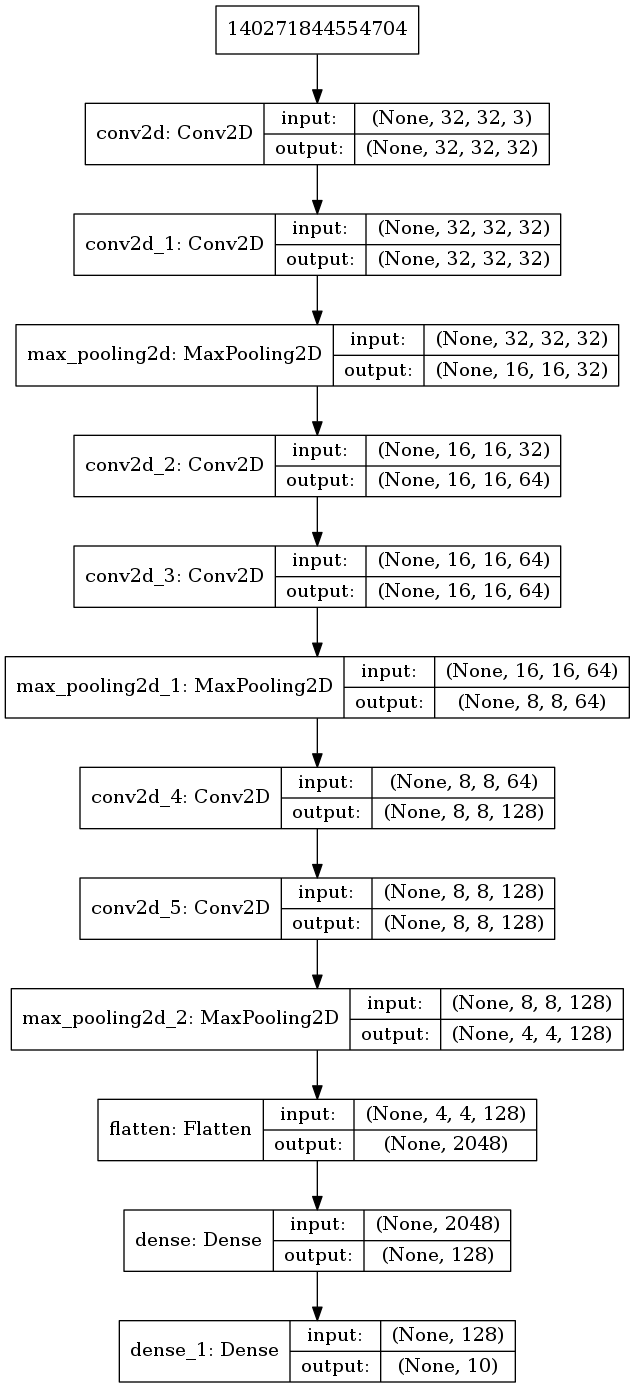 140271844554704
conv2d: Conv2D
input:
(None, 32, 32, 3)
output:
(None, 32, 32, 32)
conv2d_1: Conv2D
input:
(None, 32, 32, 32)
output:
(None, 32, 32, 32)
max_pooling2d: MaxPooling2D
input:
(None, 32, 32, 32)
output:
(None, 16, 16, 32)
conv2d_2: Conv2D
input:
(None, 16, 16, 32)
output:
(None, 16, 16, 64)
conv2d_3: Conv2D
input:
(None, 16, 16, 64)
output:
(None, 16, 16, 64)
max_pooling2d_1: MaxPooling2D
input:
(None, 16, 16, 64)
output:
(None, 8, 8, 64)
conv2d_4: Conv2D
input:
(None, 8, 8, 64)
output:
(None, 8, 8, 128)
conv2d_5: Conv2D
input:
(None, 8, 8, 128)
output:
(None, 8, 8, 128)
max_pooling2d_2: MaxPooling2D
input:
(None, 8, 8, 128)
output:
(None, 4, 4, 128)
flatten: Flatten
input:
(None, 4, 4, 128)
output:
(None, 2048)
dense: Dense
input:
(None, 2048)
output:
(None, 128)
dense_1: Dense
input:
(None, 128)
output:
(None, 10)